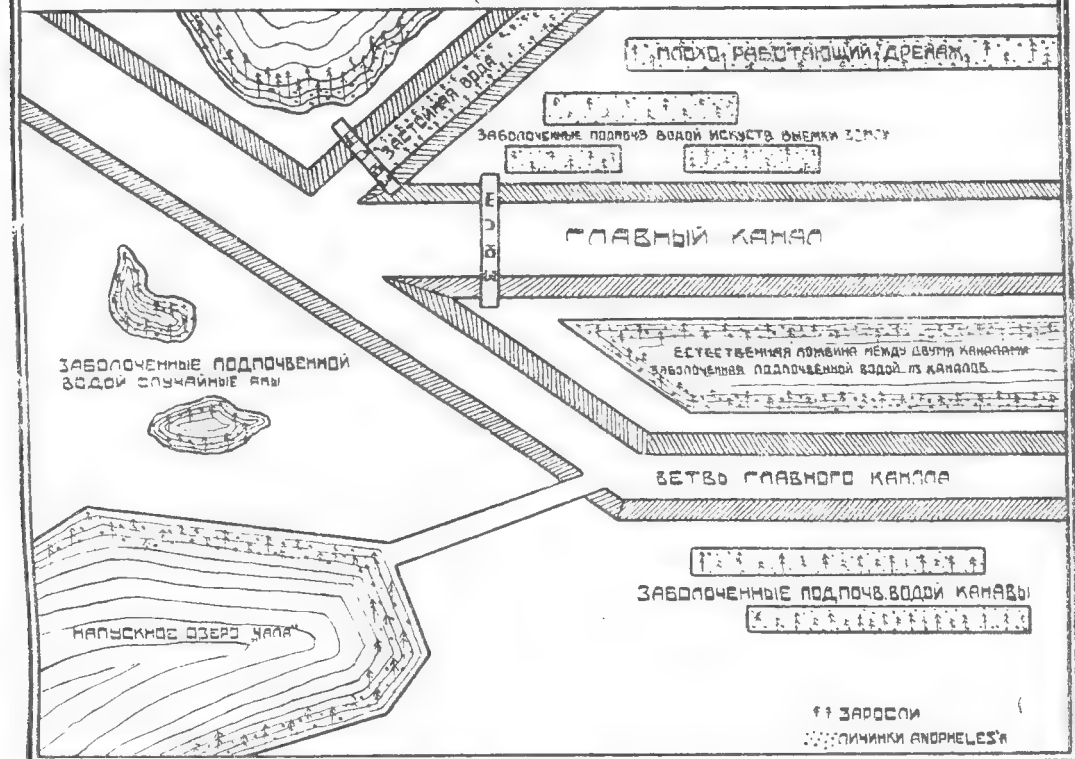 ПЛОХО РАБОТАЮЩИЙ ДРЕНАЖ
ЗАСТОЙНАЯ ВОДА
ЗАБОЛОЧЕННЫЕ ПОДПОЧВ ВОДОЙ ИСКУСТВ ВЫЕМКИ
ШЛЮЗ
ГЛАВНЫЙ КАНАЛ
ЗАБОЛОЧЕННЫЕ ПОДПОЧВЕННОЙ
ВОДОЙ СЛУЧАЙНЫЕ ЯМЫ
ЕСТЕСТВЕННАЯ ЛОЖБИНА МЕЖДУ ДВУМЯ КАНАЛАМИ
ЗАБОЛОЧЕННАЯ ПОДПОЧВЕННОЙ ВОДОЙ ИЗ КАНАЛОВ
ВЕТВЬ ГЛАВНОГО КАНАЛА
ЗАБОЛОЧЕННЫЕ ПОДПОЧВ. ВОДОЙ КАНАВЫ
НАПУСКНОЕ ОЗЕРО „ЧАЛА"
ЗАРОСЛИ
ЛИЧИНКИ ANOPHELES'А